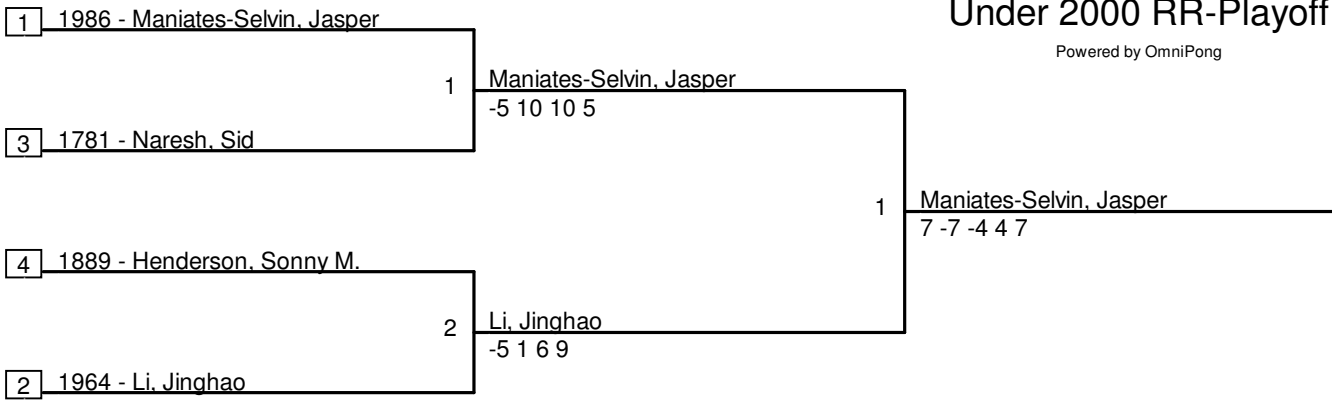 Under 2000 RR-Playoff
Powered by OmniPong
1 1986 - Maniates-Selvin, Jasper
1 Maniates-Selvin, Jasper
-5 10 10 5
3 1781 - Naresh, Sid
1 Maniates-Selvin, Jasper
7 -7 -4 4 7
4 1889 - Henderson, Sonny M.
2 Li, Jinghao
-5 1 6 9
2 1964 - Li, Jinghao